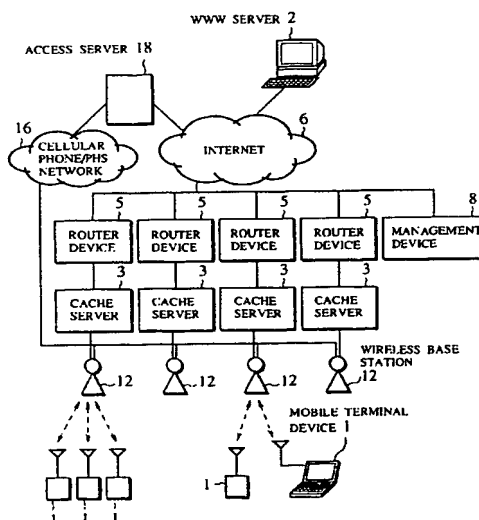 WWW SERVER 2
ACCESS SERVER 18
16
CELLULAR
PHONE/PHS
NETWORK
6
INTERNET
5 5 5 5 8
ROUTER
DEVICE
ROUTER
DEVICE
ROUTER
DEVICE
ROUTER
DEVICE
MANAGEMENT
DEVICE
3 3 3 3
CACHE
SERVER
CACHE
SERVER
CACHE
SERVER
CACHE
SERVER
WIRELESS BASE
STATION
12 12 12 12
MOBILE TERMINAL
DEVICE 1
1
1 1 1